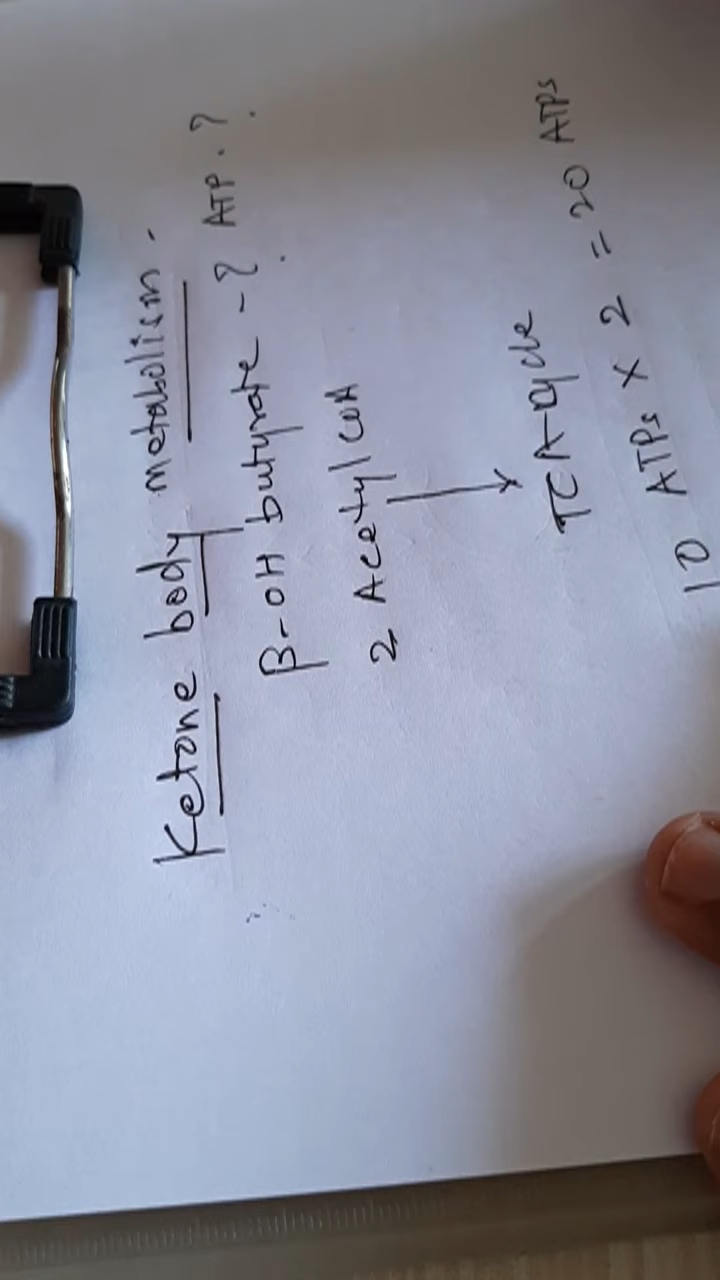 Ketone body metabolism.
β-OH butyrate -? ATP.?
2 Acetyl CoA
TCA cycle
10 ATPs × 2 = 20 ATPs